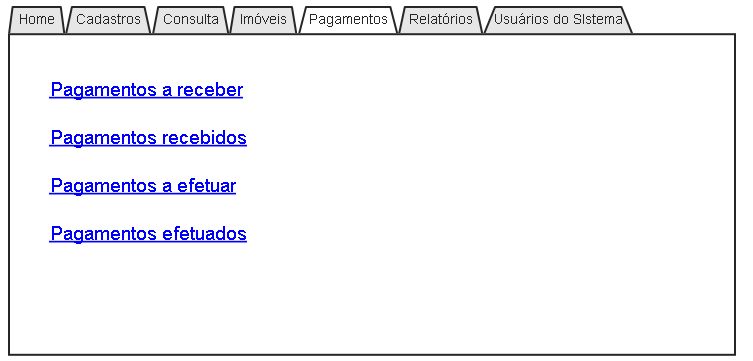 Home Cadastros Consulta Imóveis Pagamentos Relatórios Usuários do SIstema
Pagamentos a receber
Pagamentos recebidos
Pagamentos a efetuar
Pagamentos efetuados